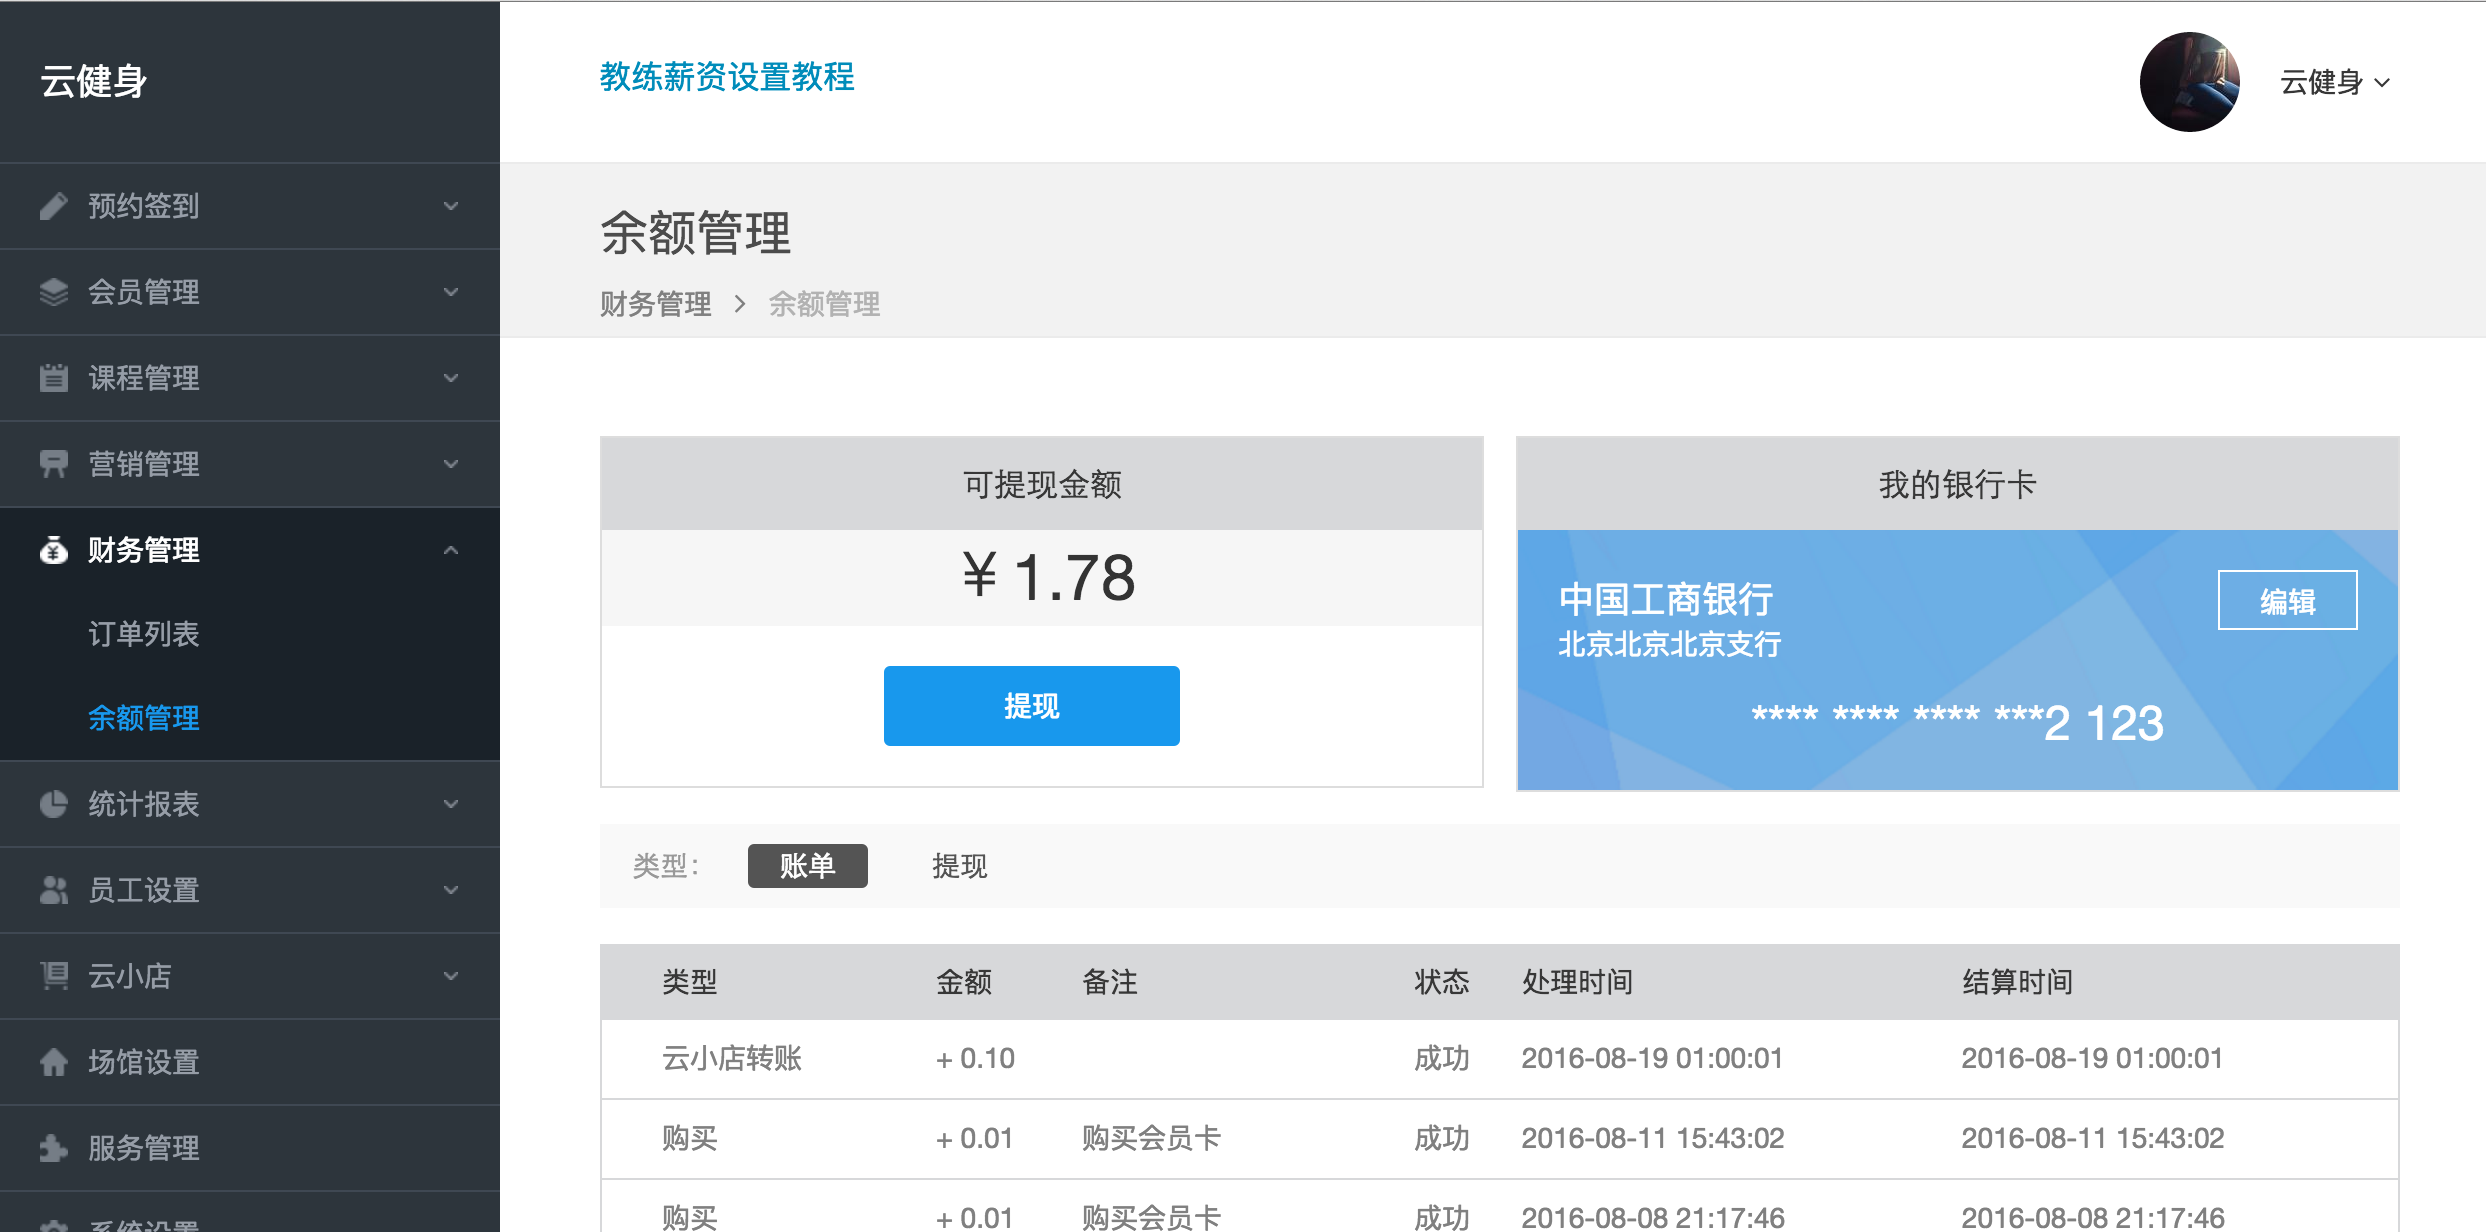 云健身
教练薪资设置教程
云健身
预约签到
会员管理
课程管理
营销管理
财务管理
订单列表
余额管理
统计报表
员工设置
云小店
场馆设置
服务管理
系统设置
余额管理
财务管理 > 余额管理
可提现金额
¥ 1.78
提现
我的银行卡
中国工商银行
北京北京北京支行
编辑
**** **** **** ***2 123
类型： 账单 提现
类型 金额 备注 状态 处理时间 结算时间
云小店转账 + 0.10 成功 2016-08-19 01:00:01 2016-08-19 01:00:01
购买 + 0.01 购买会员卡 成功 2016-08-11 15:43:02 2016-08-11 15:43:02
购买 + 0.01 购买会员卡 成功 2016-08-08 21:17:46 2016-08-08 21:17:46